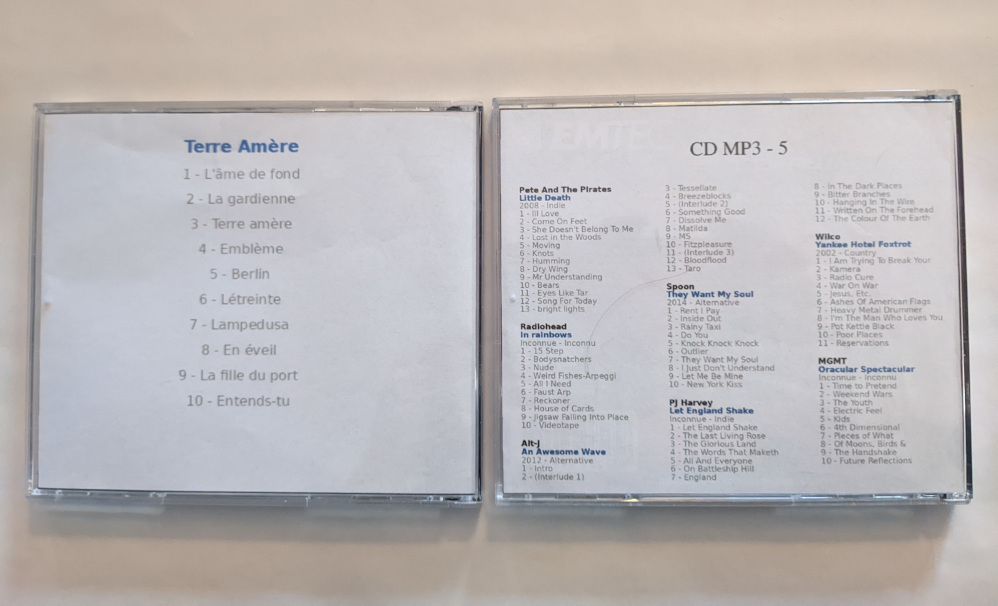 Terre Amère
1 - L'âme de fond
2 - La gardienne
3 - Terre amère
4 - Emblème
5 - Berlin
6 - Létreinte
7 - Lampedusa
8 - En éveil
9 - La fille du port
10 - Entends-tu
CD MP3 - 5
Pete And The Pirates
Little Death
2008 - Indie
1 - Ill Love
2 - Come On Feet
3 - She Doesn't Belong To Me
4 - Lost in the Woods
5 - Moving
6 - Knots
7 - Humming
8 - Dry Wing
9 - Mr Understanding
10 - Bears
11 - Eyes Like Tar
12 - Song For Today
13 - bright lights
Radiohead
In rainbows
Inconnue - Inconnu
1 - 15 Step
2 - Bodysnatchers
3 - Nude
4 - Weird Fishes-Arpeggi
5 - All I Need
6 - Faust Arp
7 - Reckoner
8 - House of Cards
9 - Jigsaw Falling Into Place
10 - Videotape
Alt-J
An Awesome Wave
2012 - Alternative
1 - Intro
2 - (Interlude 1)
3 - Tessellate
4 - Breezeblocks
5 - (Interlude 2)
6 - Something Good
7 - Dissolve Me
8 - Matilda
9 - MS
10 - Fitzpleasure
11 - (Interlude 3)
12 - Bloodflood
13 - Taro
Spoon
They Want My Soul
2014 - Alternative
1 - Rent I Pay
2 - Inside Out
3 - Rainy Taxi
4 - Do You
5 - Knock Knock Knock
6 - Outlier
7 - They Want My Soul
8 - I Just Don't Understand
9 - Let Me Be Mine
10 - New York Kiss
PJ Harvey
Let England Shake
Inconnue - Indie
1 - Let England Shake
2 - The Last Living Rose
3 - The Glorious Land
4 - The Words That Maketh
5 - All And Everyone
6 - On Battleship Hill
7 - England
8 - In The Dark Places
9 - Bitter Branches
10 - Hanging In The Wire
11 - Written On The Forehead
12 - The Colour Of The Earth
Wilco
Yankee Hotel Foxtrot
2002 - Country
1 - I Am Trying To Break Your
2 - Kamera
3 - Radio Cure
4 - War On War
5 - Jesus, Etc.
6 - Ashes Of American Flags
7 - Heavy Metal Drummer
8 - I'm The Man Who Loves You
9 - Pot Kettle Black
10 - Poor Places
11 - Reservations
MGMT
Oracular Spectacular
Inconnue - Inconnu
1 - Time to Pretend
2 - Weekend Wars
3 - The Youth
4 - Electric Feel
5 - Kids
6 - 4th Dimensional
7 - Pieces of What
8 - Of Moons, Birds &
9 - The Handshake
10 - Future Reflections